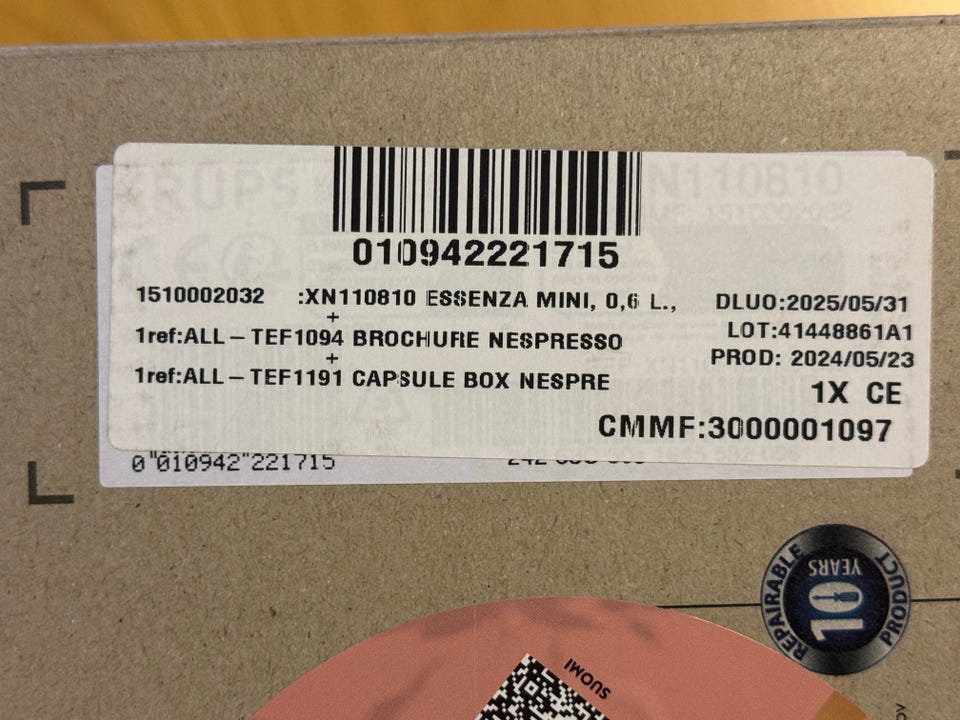 010942221715
1510002032 :XN110810 ESSENZA MINI, 0,6 L., DLUO:2025/05/31
+
LOT:41448861A1
1ref:ALL-TEF1094 BROCHURE NESPRESSO
PROD: 2024/05/23
+
1ref:ALL-TEF1191 CAPSULE BOX NESPRE
1X CE
CMMF:3000001097
0"010942"221715
REPAIRABLE PRODUCT
10 YEARS
SUOMI